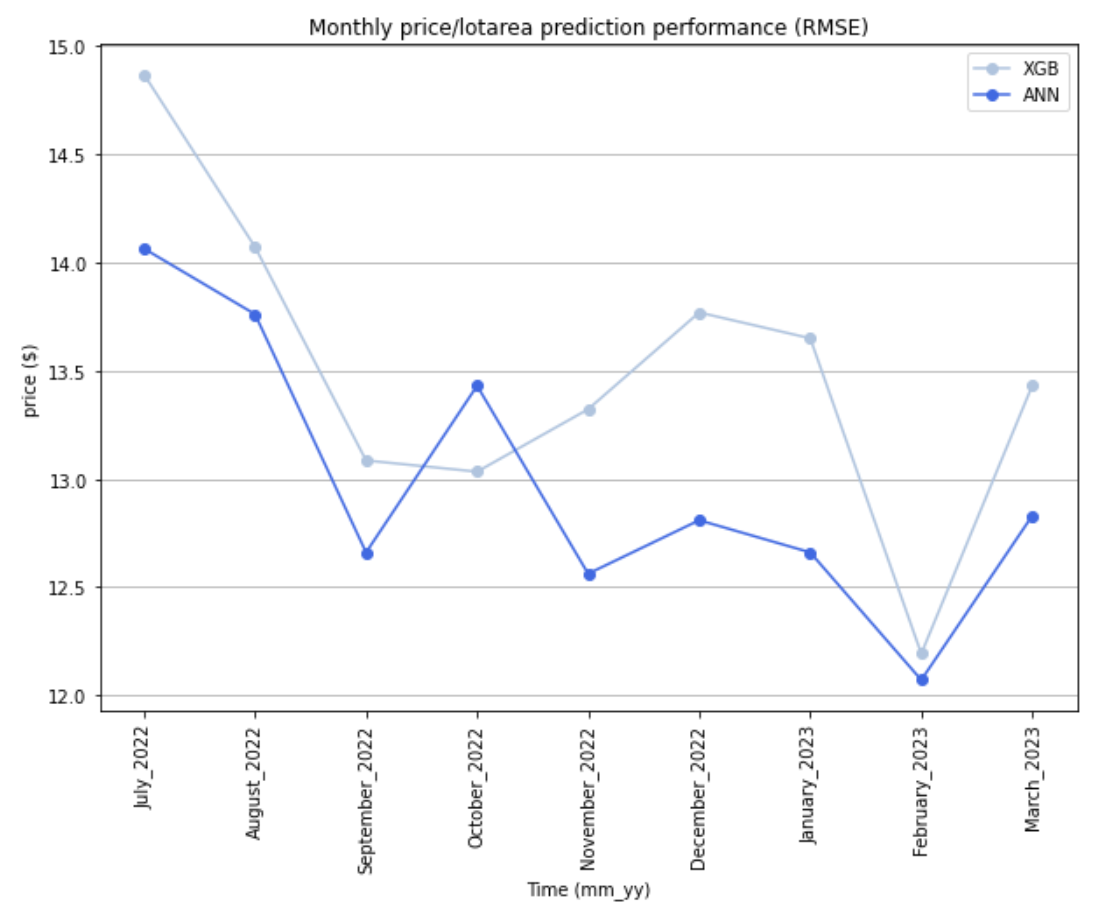 Monthly price/lotarea prediction performance (RMSE)
XGB
ANN
15.0
14.5
14.0
13.5
13.0
12.5
12.0
price ($)
July_2022
August_2022
September_2022
October_2022
November_2022
December_2022
January_2023
February_2023
March_2023
Time (mm_yy)